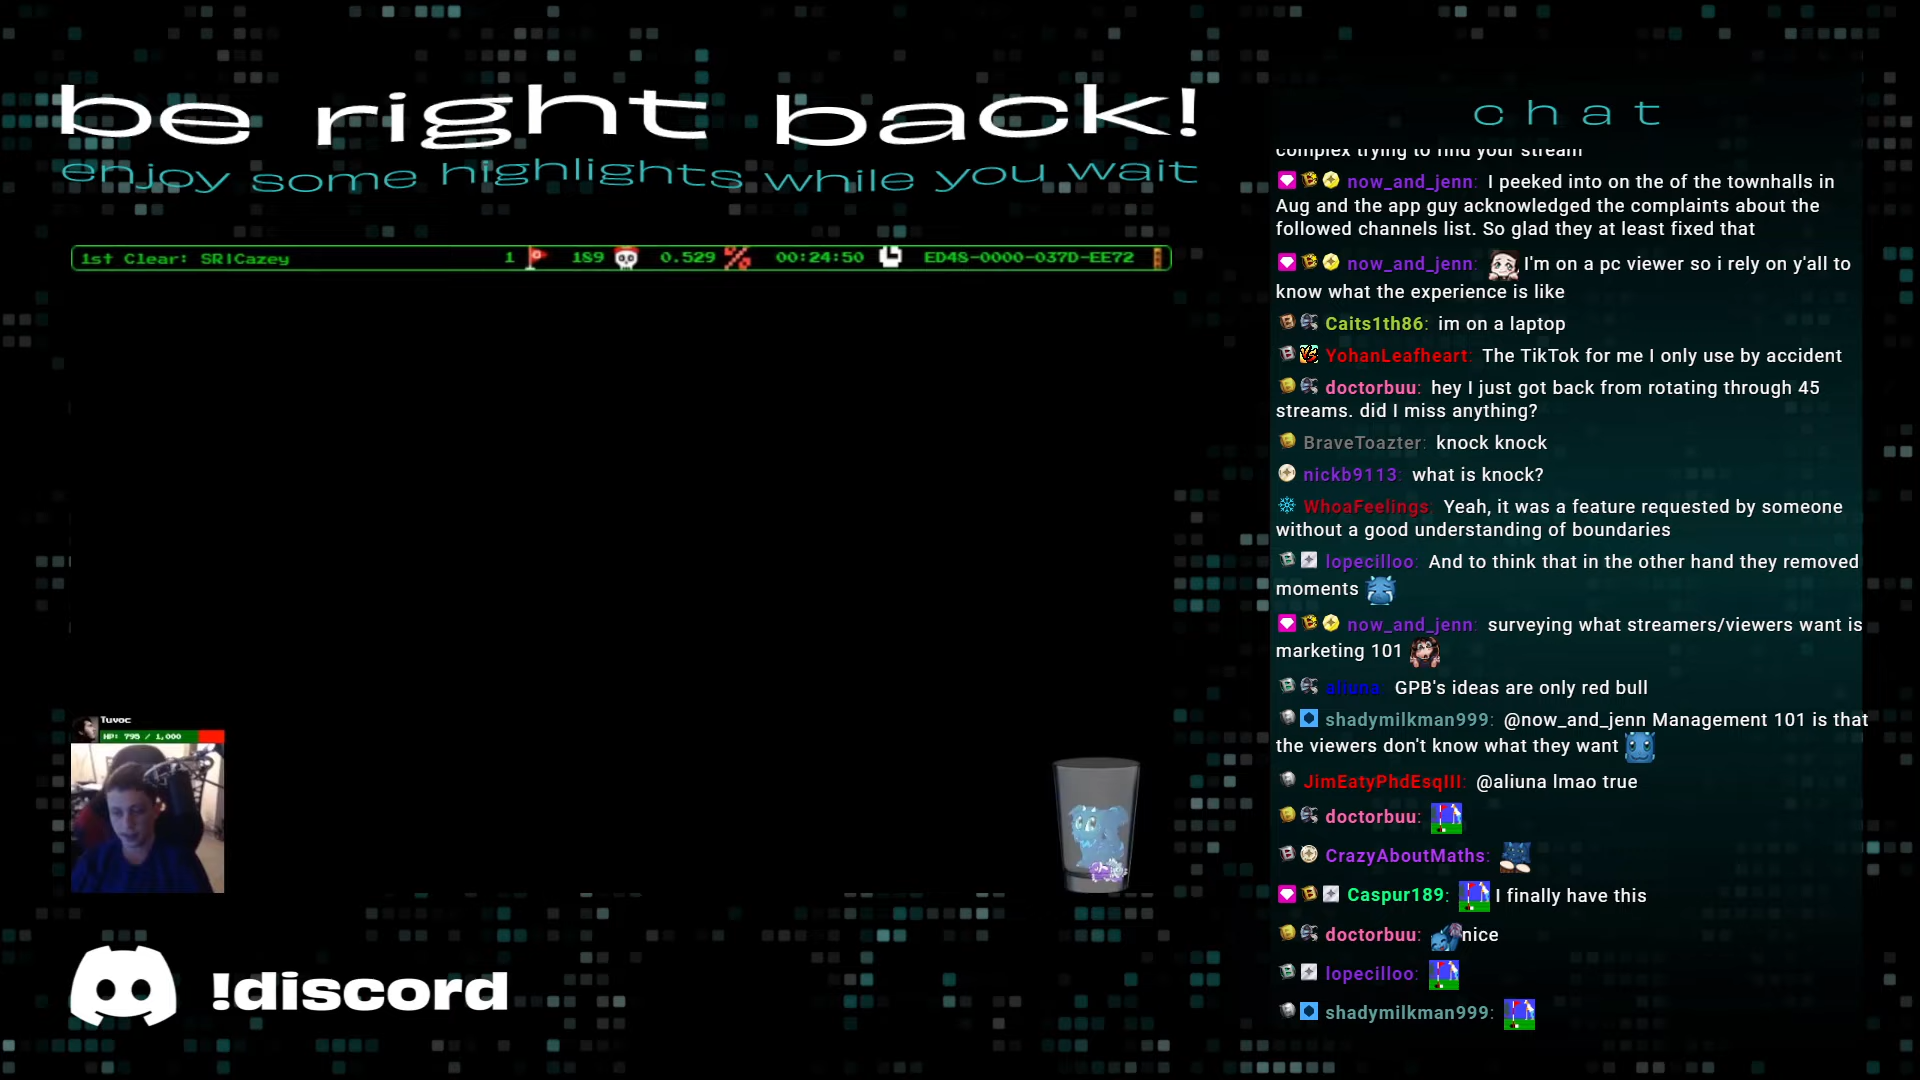 be right back!
enjoy some highlights while you wait
1st Clear: SR|Cazey 1 189 0.529 00:24:50 ED48-0000-037D-EE72
Tuvoc
HP: 795 / 1,000
!discord
chat
complex trying to find your stream
now_and_jenn: I peeked into on the of the townhalls in
Aug and the app guy acknowledged the complaints about the
followed channels list. So glad they at least fixed that
now_and_jenn: I'm on a pc viewer so i rely on y'all to
know what the experience is like
Caits1th86: im on a laptop
YohanLeafheart: The TikTok for me I only use by accident
doctorbuu: hey I just got back from rotating through 45
streams. did I miss anything?
BraveToazter: knock knock
nickb9113: what is knock?
WhoaFeelings: Yeah, it was a feature requested by someone
without a good understanding of boundaries
lopecilloo: And to think that in the other hand they removed
moments
now_and_jenn: surveying what streamers/viewers want is
marketing 101
aliuna: GPB's ideas are only red bull
shadymilkman999: @now_and_jenn Management 101 is that
the viewers don't know what they want
JimEatyPhdEsqIII: @aliuna lmao true
doctorbuu:
CrazyAboutMaths:
Caspur189: I finally have this
doctorbuu: nice
lopecilloo:
shadymilkman999: